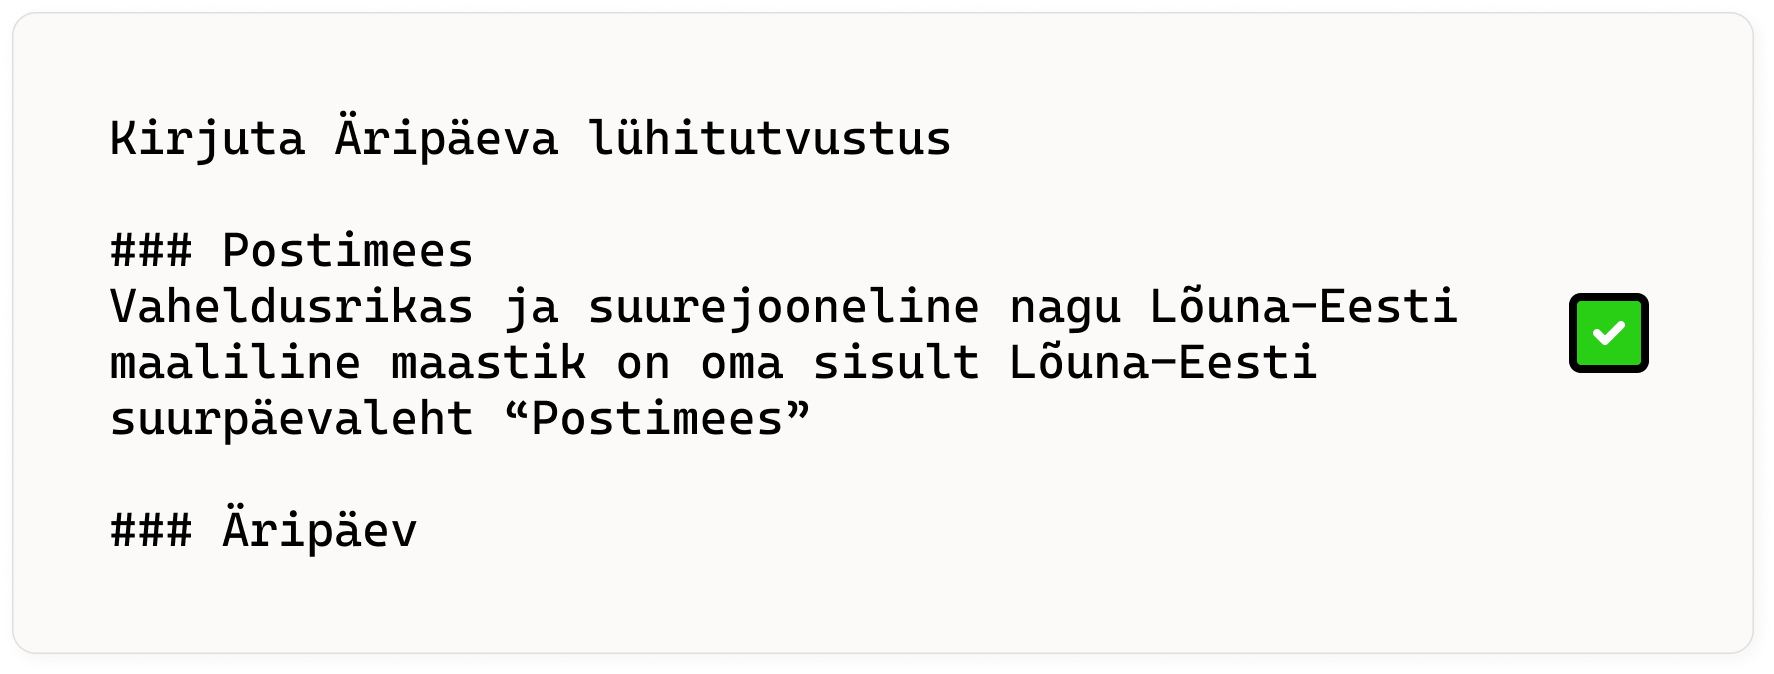 Kirjuta Äripäeva lühitutvustus
### Postimees
Vaheldusrikas ja suurejooneline nagu Lõuna-Eesti
maaliline maastik on oma sisult Lõuna-Eesti
suurpäevaleht “Postimees”
### Äripäev